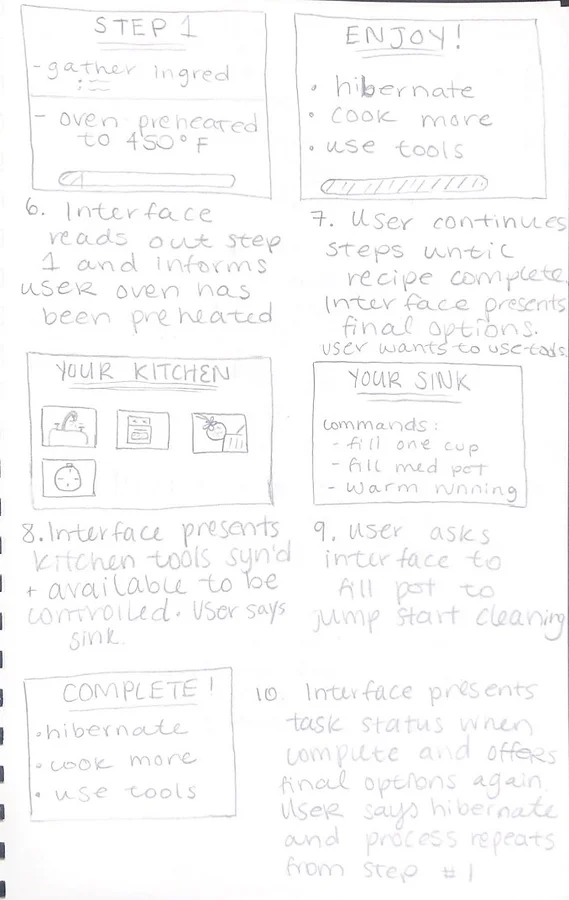 STEP 1
- gather ingred
- oven preheated
to 450° F
6. Interface
reads out step
1 and informs
user oven has
been preheated
ENJOY!
• hibernate
• cook more
• use tools
7. User continues
steps until
recipe complete.
Interface presents
final options.
User wants to use tools.
YOUR KITCHEN
8. Interface presents
kitchen tools syn'd
+ available to be
controlled. User says
sink.
YOUR SINK
commands:
- fill one cup
- fill med pot
- warm running
9. User asks
interface to
fill pot to
jump start cleaning
COMPLETE!
• hibernate
• cook more
• use tools
10. Interface presents
task status when
complete and offers
final options again.
User says hibernate
and process repeats
from step #1